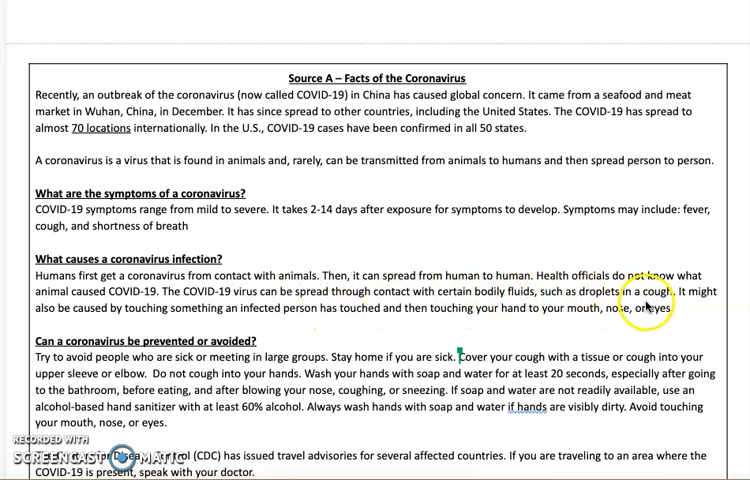 Source A – Facts of the Coronavirus
Recently, an outbreak of the coronavirus (now called COVID-19) in China has caused global concern. It came from a seafood and meat
market in Wuhan, China, in December. It has since spread to other countries, including the United States. The COVID-19 has spread to
almost 70 locations internationally. In the U.S., COVID-19 cases have been confirmed in all 50 states.
A coronavirus is a virus that is found in animals and, rarely, can be transmitted from animals to humans and then spread person to person.
What are the symptoms of a coronavirus?
COVID-19 symptoms range from mild to severe. It takes 2-14 days after exposure for symptoms to develop. Symptoms may include: fever,
cough, and shortness of breath
What causes a coronavirus infection?
Humans first get a coronavirus from contact with animals. Then, it can spread from human to human. Health officials do not know what
animal caused COVID-19. The COVID-19 virus can be spread through contact with certain bodily fluids, such as droplets in a cough. It might
also be caused by touching something an infected person has touched and then touching your hand to your mouth, nose, or eyes
Can a coronavirus be prevented or avoided?
Try to avoid people who are sick or meeting in large groups. Stay home if you are sick. Cover your cough with a tissue or cough into your
upper sleeve or elbow.  Do not cough into your hands. Wash your hands with soap and water for at least 20 seconds, especially after going
to the bathroom, before eating, and after blowing your nose, coughing, or sneezing. If soap and water are not readily available, use an
alcohol-based hand sanitizer with at least 60% alcohol. Always wash hands with soap and water if hands are visibly dirty. Avoid touching
your mouth, nose, or eyes.
RECORDED WITH
SCREENCAST MATIC
(CDC) has issued travel advisories for several affected countries. If you are traveling to an area where the
COVID-19 is present, speak with your doctor.